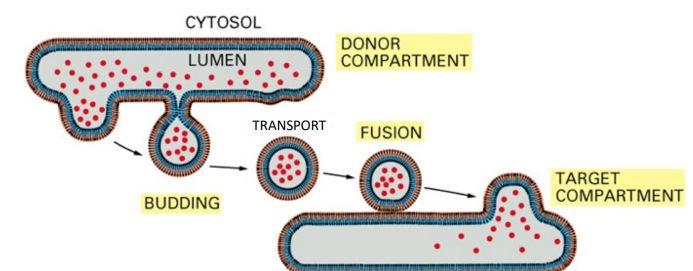 CYTOSOL
LUMEN
DONOR
COMPARTMENT
TRANSPORT
FUSION
BUDDING
TARGET
COMPARTMENT